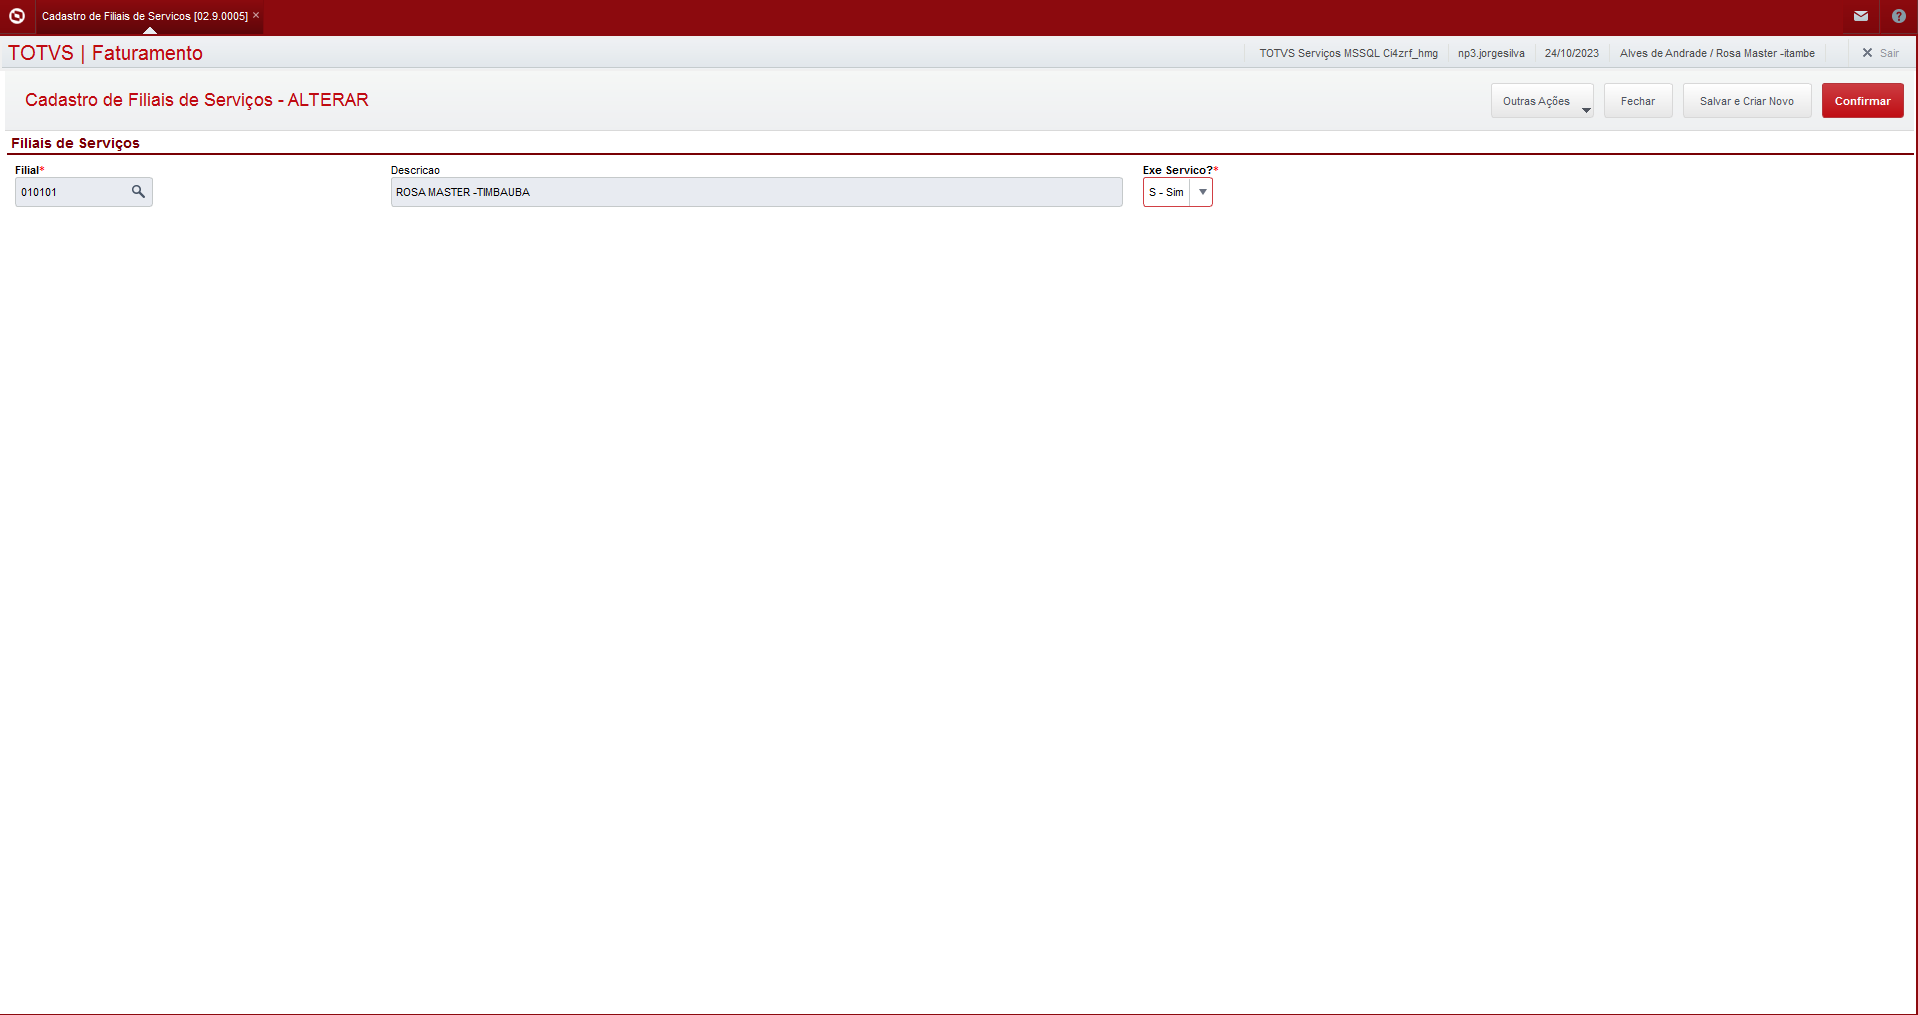 Cadastro de Filiais de Servicos [02.9.0005] ×
TOTVS | Faturamento
TOTVS Serviços MSSQL Ci4zrf_hmg
np3.jorgesilva
24/10/2023
Alves de Andrade / Rosa Master -itambe
Sair
Cadastro de Filiais de Serviços - ALTERAR
Outras Ações
Fechar
Salvar e Criar Novo
Confirmar
Filiais de Serviços
Filial*
Descricao
Exe Servico?*
010101
ROSA MASTER -TIMBAUBA
S - Sim